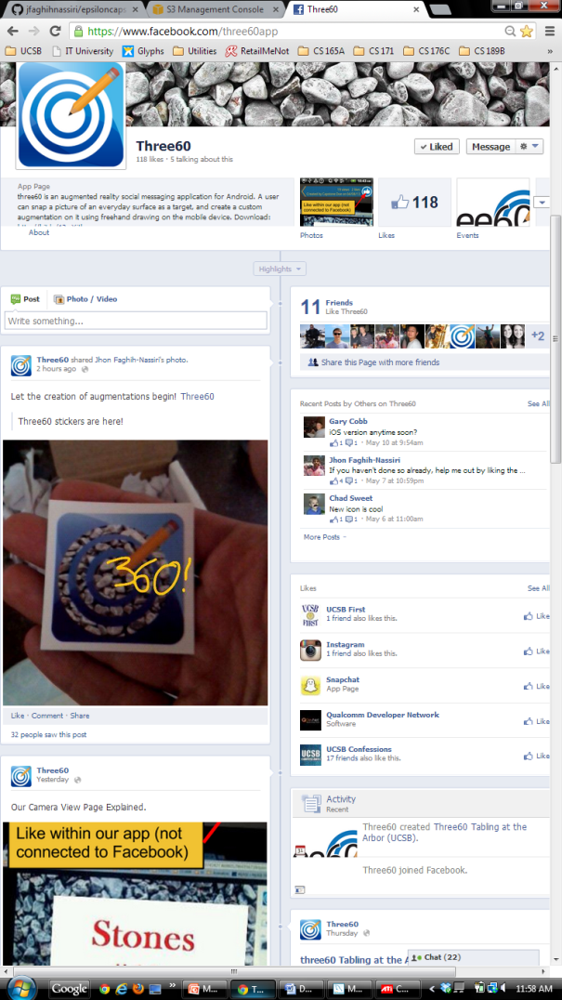 jfaghihnassiri/epsiloncaps
S3 Management Console
Three60
https://www.facebook.com/three60app
UCSB
IT University
Glyphs
Utilities
RetailMeNot
CS 165A
CS 171
CS 176C
CS 189B
»
Three60
118 likes · 5 talking about this
Liked
Message
App Page
three60 is an augmented reality social messaging application for Android. A user
can snap a picture of an everyday surface as a target, and create a custom
augmentation on it using freehand drawing on the mobile device. Download:
About
Like within our app (not
connected to Facebook)
118
ee60
Photos
Likes
Events
Highlights
Post
Photo / Video
Write something...
Three60 shared Jhon Faghih-Nassiri's photo.
2 hours ago
Let the creation of augmentations begin! Three60
Three60 stickers are here!
360!
Like · Comment · Share
32 people saw this post
Three60
Yesterday
Our Camera View Page Explained.
Like within our app (not
connected to Facebook)
Stones
11
Friends
Like Three60
+2
Share this Page with more friends
Recent Posts by Others on Three60
See All
Gary Cobb
iOS version anytime soon?
1 1 · May 10 at 9:54am
Jhon Faghih-Nassiri
If you haven't done so already, help me out by liking the ...
4 1 · May 7 at 10:59pm
Chad Sweet
New icon is cool
1 1 · May 6 at 11:00am
More Posts
Likes
See All
UCSB
FIRST
UCSB First
1 friend also likes this.
Like
Instagram
1 friend also likes this.
Like
Snapchat
App Page
Like
Qualcomm Developer Network
Software
Like
UCSB
UCSB Confessions
17 friends also like this.
Like
Activity
Recent
31
Three60 created Three60 Tabling at the
Arbor (UCSB).
Three60 joined Facebook.
Three60
Thursday
three60 Tabling at the A
Chat (22)
Google
»
M...
T...
D...
M...
ATI
C...
11:58 AM